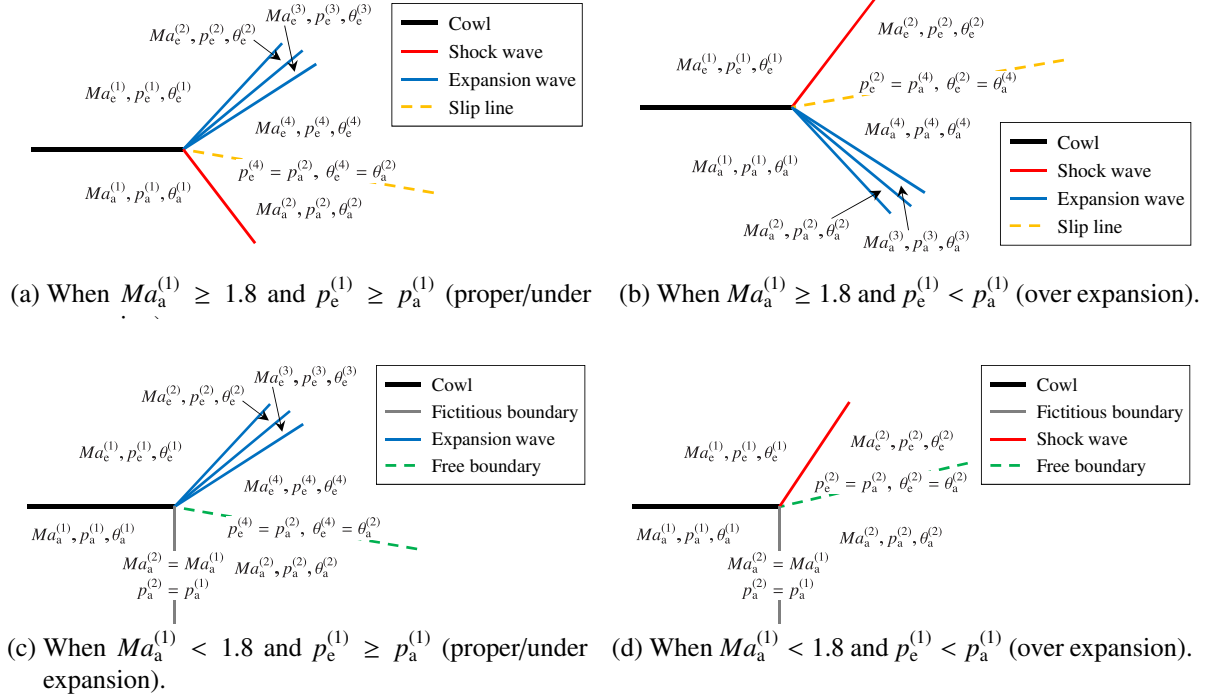 Ma_e^(3), p_e^(3), θ_e^(3)
Ma_e^(2), p_e^(2), θ_e^(2)
Ma_e^(1), p_e^(1), θ_e^(1)
Ma_e^(4), p_e^(4), θ_e^(4)
p_e^(4) = p_a^(2), θ_e^(4) = θ_a^(2)
Ma_a^(1), p_a^(1), θ_a^(1)
Ma_a^(2), p_a^(2), θ_a^(2)
Cowl
Shock wave
Expansion wave
Slip line
(a) When Ma_a^(1) ≥ 1.8 and p_e^(1) ≥ p_a^(1) (proper/under
Ma_e^(2), p_e^(2), θ_e^(2)
Ma_e^(1), p_e^(1), θ_e^(1)
p_e^(2) = p_a^(4), θ_e^(2) = θ_a^(4)
Ma_a^(4), p_a^(4), θ_a^(4)
Ma_a^(1), p_a^(1), θ_a^(1)
Ma_a^(2), p_a^(2), θ_a^(2)
Ma_a^(3), p_a^(3), θ_a^(3)
Cowl
Shock wave
Expansion wave
Slip line
(b) When Ma_a^(1) ≥ 1.8 and p_e^(1) < p_a^(1) (over expansion).
Ma_e^(3), p_e^(3), θ_e^(3)
Ma_e^(2), p_e^(2), θ_e^(2)
Ma_e^(1), p_e^(1), θ_e^(1)
Ma_e^(4), p_e^(4), θ_e^(4)
Ma_a^(1), p_a^(1), θ_a^(1)
p_e^(4) = p_a^(2), θ_e^(4) = θ_a^(2)
Ma_a^(2) = Ma_a^(1)
p_a^(2) = p_a^(1)
Ma_a^(2), p_a^(2), θ_a^(2)
Cowl
Fictitious boundary
Expansion wave
Free boundary
(c) When Ma_a^(1) < 1.8 and p_e^(1) ≥ p_a^(1) (proper/under
expansion).
Ma_e^(1), p_e^(1), θ_e^(1)
Ma_e^(2), p_e^(2), θ_e^(2)
p_e^(2) = p_a^(2), θ_e^(2) = θ_a^(2)
Ma_a^(1), p_a^(1), θ_a^(1)
Ma_a^(2), p_a^(2), θ_a^(2)
Ma_a^(2) = Ma_a^(1)
p_a^(2) = p_a^(1)
Cowl
Fictitious boundary
Shock wave
Free boundary
(d) When Ma_a^(1) < 1.8 and p_e^(1) < p_a^(1) (over expansion).